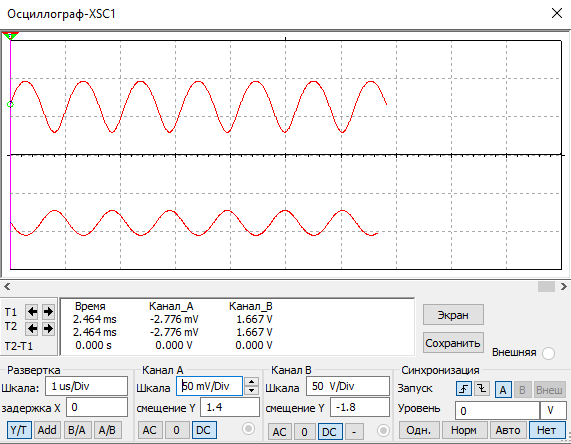 Осциллограф-XSC1
T1
T2
T2-T1
Время Канал_A Канал_B
2.464 ms -2.776 mV 1.667 V
2.464 ms -2.776 mV 1.667 V
0.000 s 0.000 V 0.000 V
Экран
Сохранить
Внешняя
Развертка
Шкала: 1 us/Div
задержка X 0
Y/T Add B/A A/B
Канал A
Шкала 50 mV/Div
смещение Y 1.4
AC 0 DC
Канал B
Шкала 50 V/Div
смещение Y -1.8
AC 0 DC -
Синхронизация
Запуск A B Внеш
Уровень 0 V
Одн. Норм Авто Нет